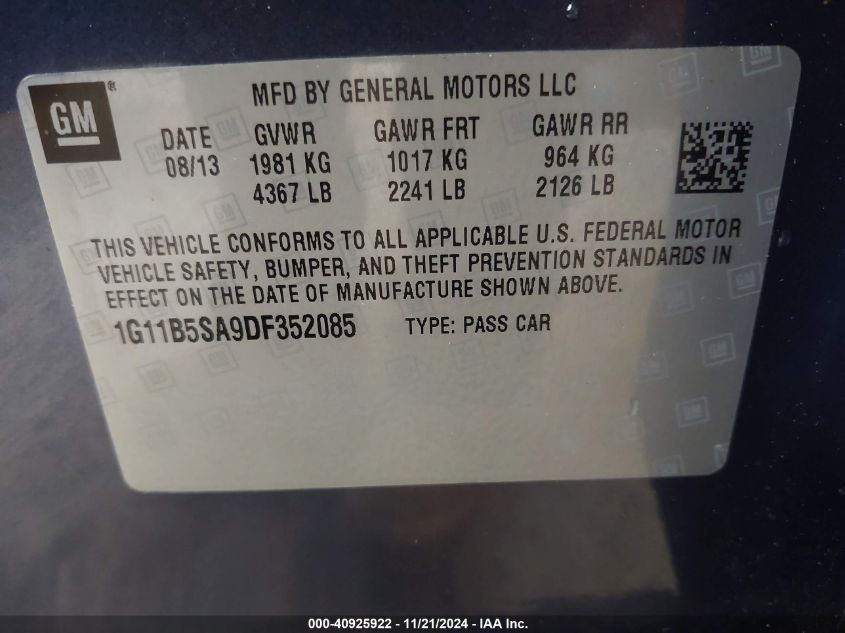 GM ®
MFD BY GENERAL MOTORS LLC
DATE GVWR GAWR FRT GAWR RR
08/13 1981 KG 1017 KG 964 KG
4367 LB 2241 LB 2126 LB
THIS VEHICLE CONFORMS TO ALL APPLICABLE U.S. FEDERAL MOTOR
VEHICLE SAFETY, BUMPER, AND THEFT PREVENTION STANDARDS IN
EFFECT ON THE DATE OF MANUFACTURE SHOWN ABOVE.
1G11B5SA9DF352085 TYPE: PASS CAR
000-40925922 - 11/21/2024 - IAA Inc.